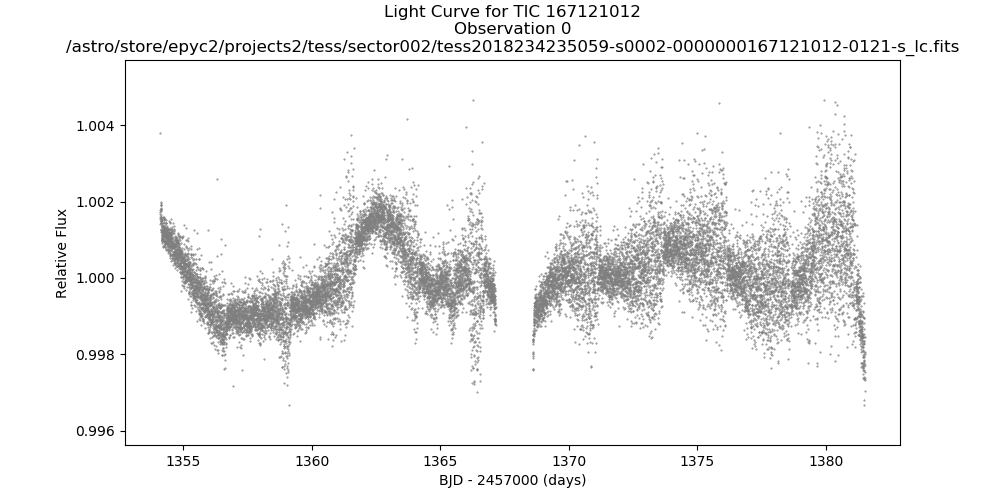 Light Curve for TIC 167121012
Observation 0
/astro/store/epyc2/projects2/tess/sector002/tess2018234235059-s0002-0000000167121012-0121-s_lc.fits
1.004
1.002
1.000
0.998
0.996
Relative Flux
1355
1360
1365
1370
1375
1380
BJD - 2457000 (days)